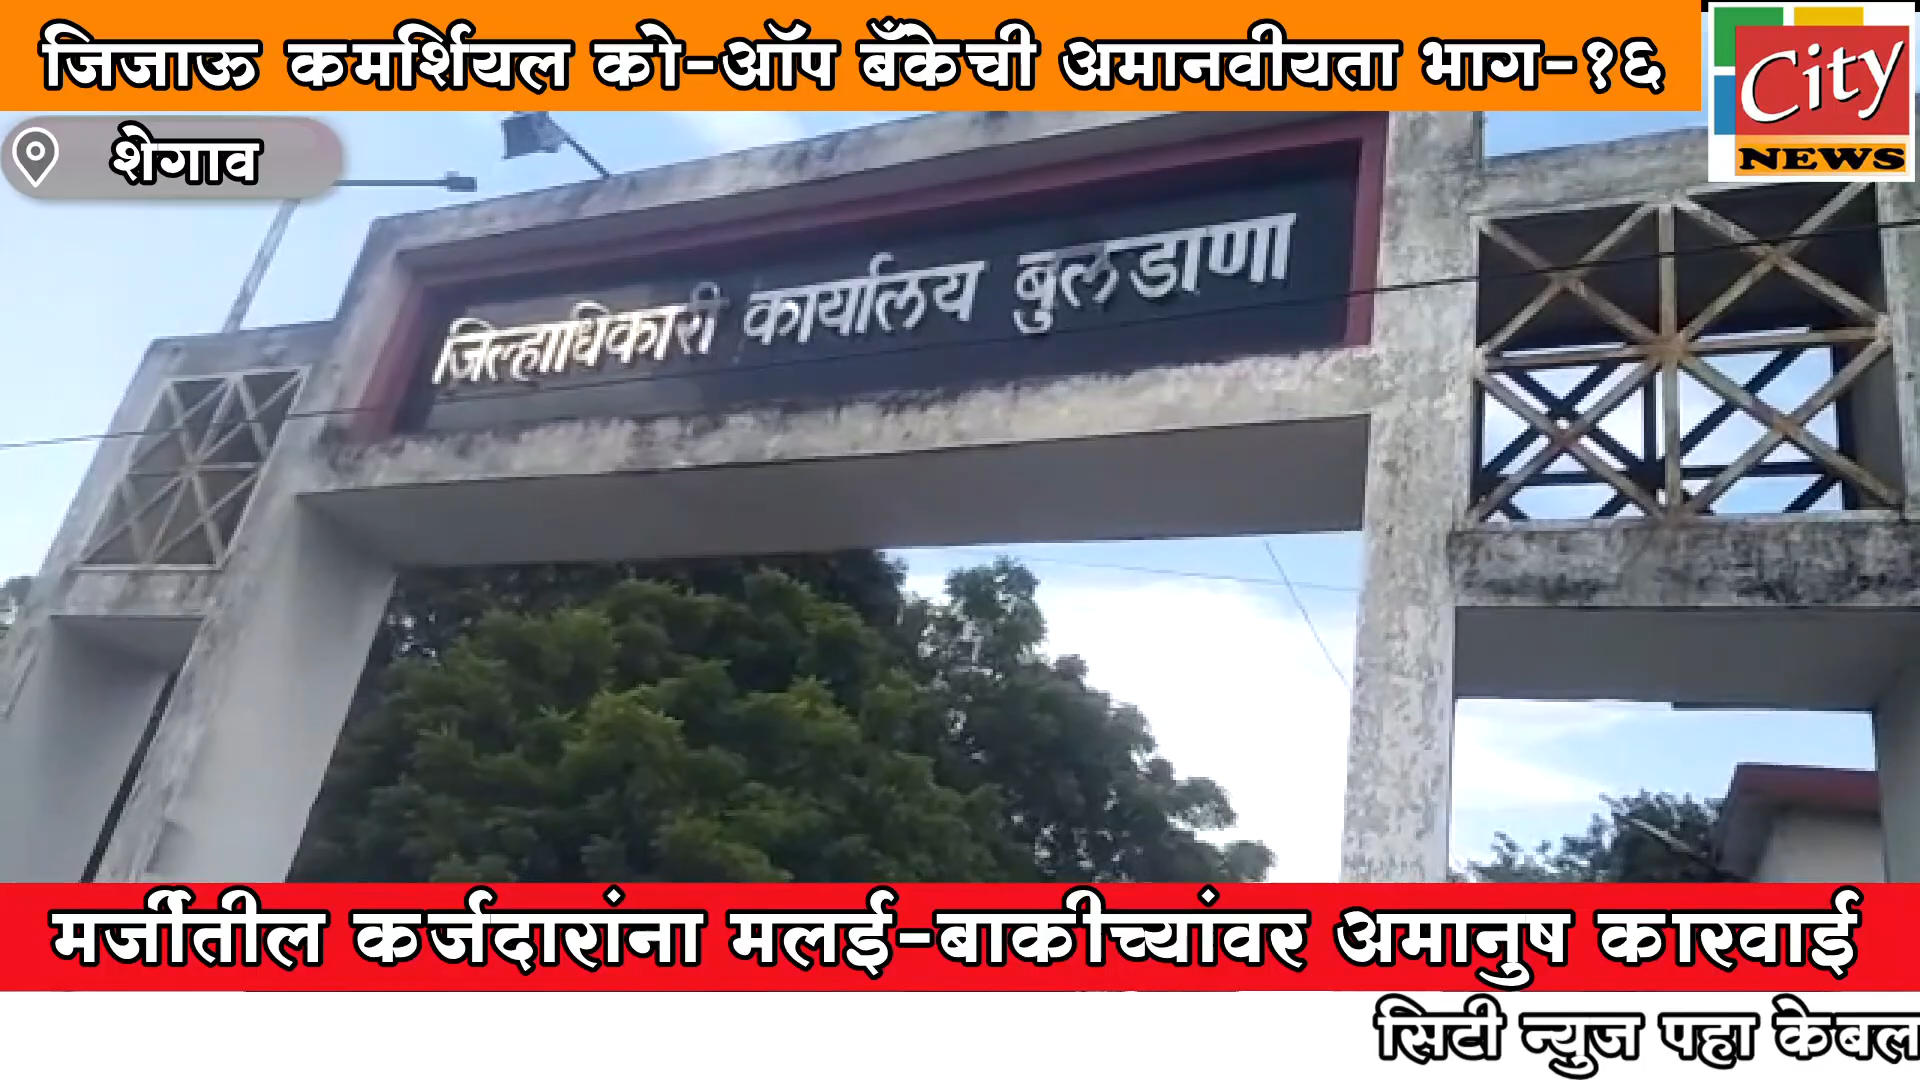 जिजाऊ कमर्शियल को-ऑप बँकेची अमानवीयता भाग-१६
City
NEWS
शेगाव
जिल्हाधिकारी कार्यालय बुलडाणा
मर्जीतील कर्जदारांना मलई-बाकीच्यांवर अमानुष कारवाई
सिटी न्युज पहा केबल